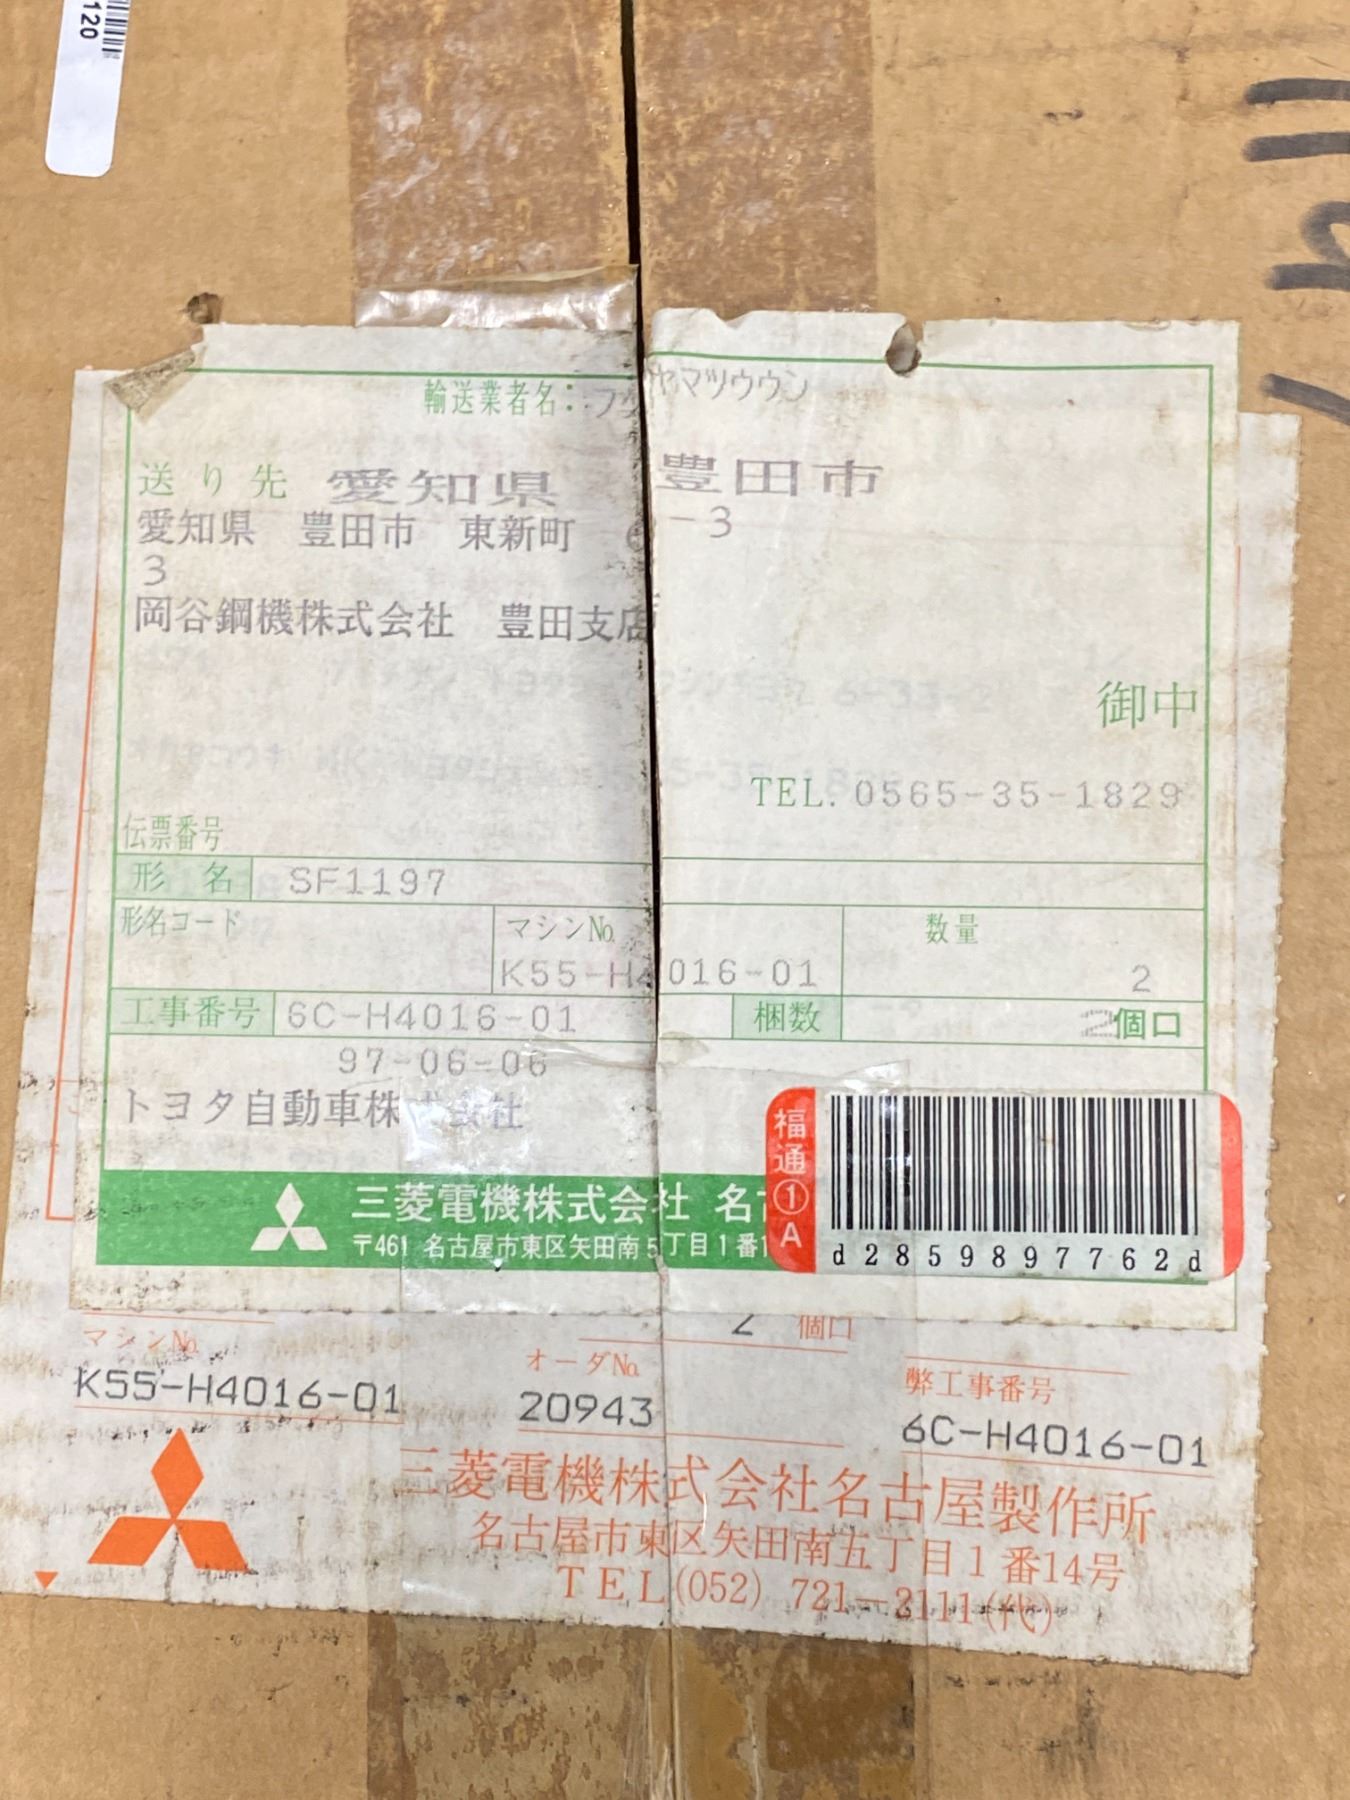 120
輸送業者名:フクヤマツウウン
送り先 愛知県 豊田市
愛知県 豊田市 東新町 6-3
3
岡谷鋼機株式会社 豊田支店
御中
TEL. 0565-35-1829
伝票番号
形 名 SF1197
形名コード マシンNo. 数量
K55-H4016-01 2
工事番号 6C-H4016-01 梱数 2個口
97-06-06
トヨタ自動車株式会社
福通①A
d2859897762d
三菱電機株式会社 名古
〒461 名古屋市東区矢田南5丁目1番1
2 個口
マシンNo. オーダNo. 弊工事番号
K55-H4016-01 20943 6C-H4016-01
三菱電機株式会社名古屋製作所
名古屋市東区矢田南五丁目1番14号
TEL(052) 721-2111(代)